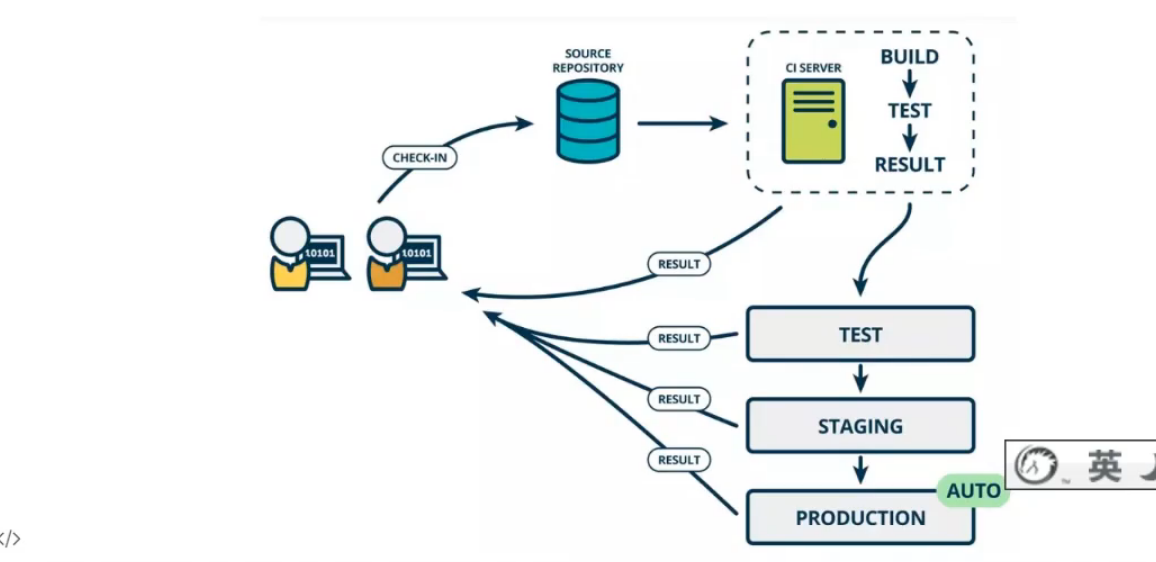 SOURCE
REPOSITORY
CI SERVER
BUILD
TEST
RESULT
CHECK-IN
10101
10101
RESULT
RESULT
TEST
RESULT
STAGING
RESULT
AUTO
PRODUCTION
英
</>